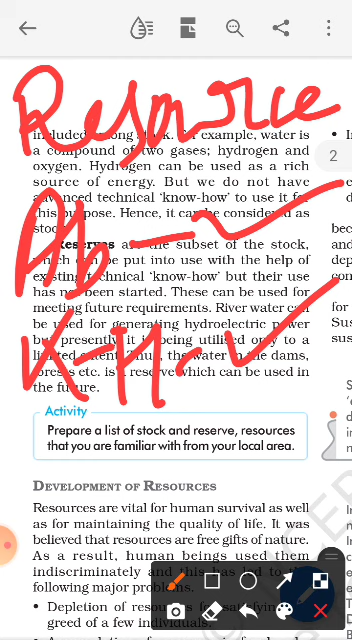 Resource
included among stock. For example, water is
a compound of two gases; hydrogen and
oxygen. Hydrogen can be used as a rich
source of energy. But we do not have
advanced technical 'know-how' to use it for
this purpose. Hence, it can be considered as
stock.
Reserves are the subset of the stock,
which can be put into use with the help of
existing technical 'know-how' but their use
has not been started. These can be used for
meeting future requirements. River water can
be used for generating hydroelectric power
but presently it is being utilised only to a
limited extent. Thus, the water in the dams,
forests etc. is a reserve which can be used in
the future.
Activity
Prepare a list of stock and reserve, resources
that you are familiar with from your local area.
DEVELOPMENT OF RESOURCES
Resources are vital for human survival as well
as for maintaining the quality of life. It was
believed that resources are free gifts of nature.
As a result, human beings used them
indiscriminately and this has led to the
following major problems.
• Depletion of resources for satisfying the
greed of a few individuals.
2